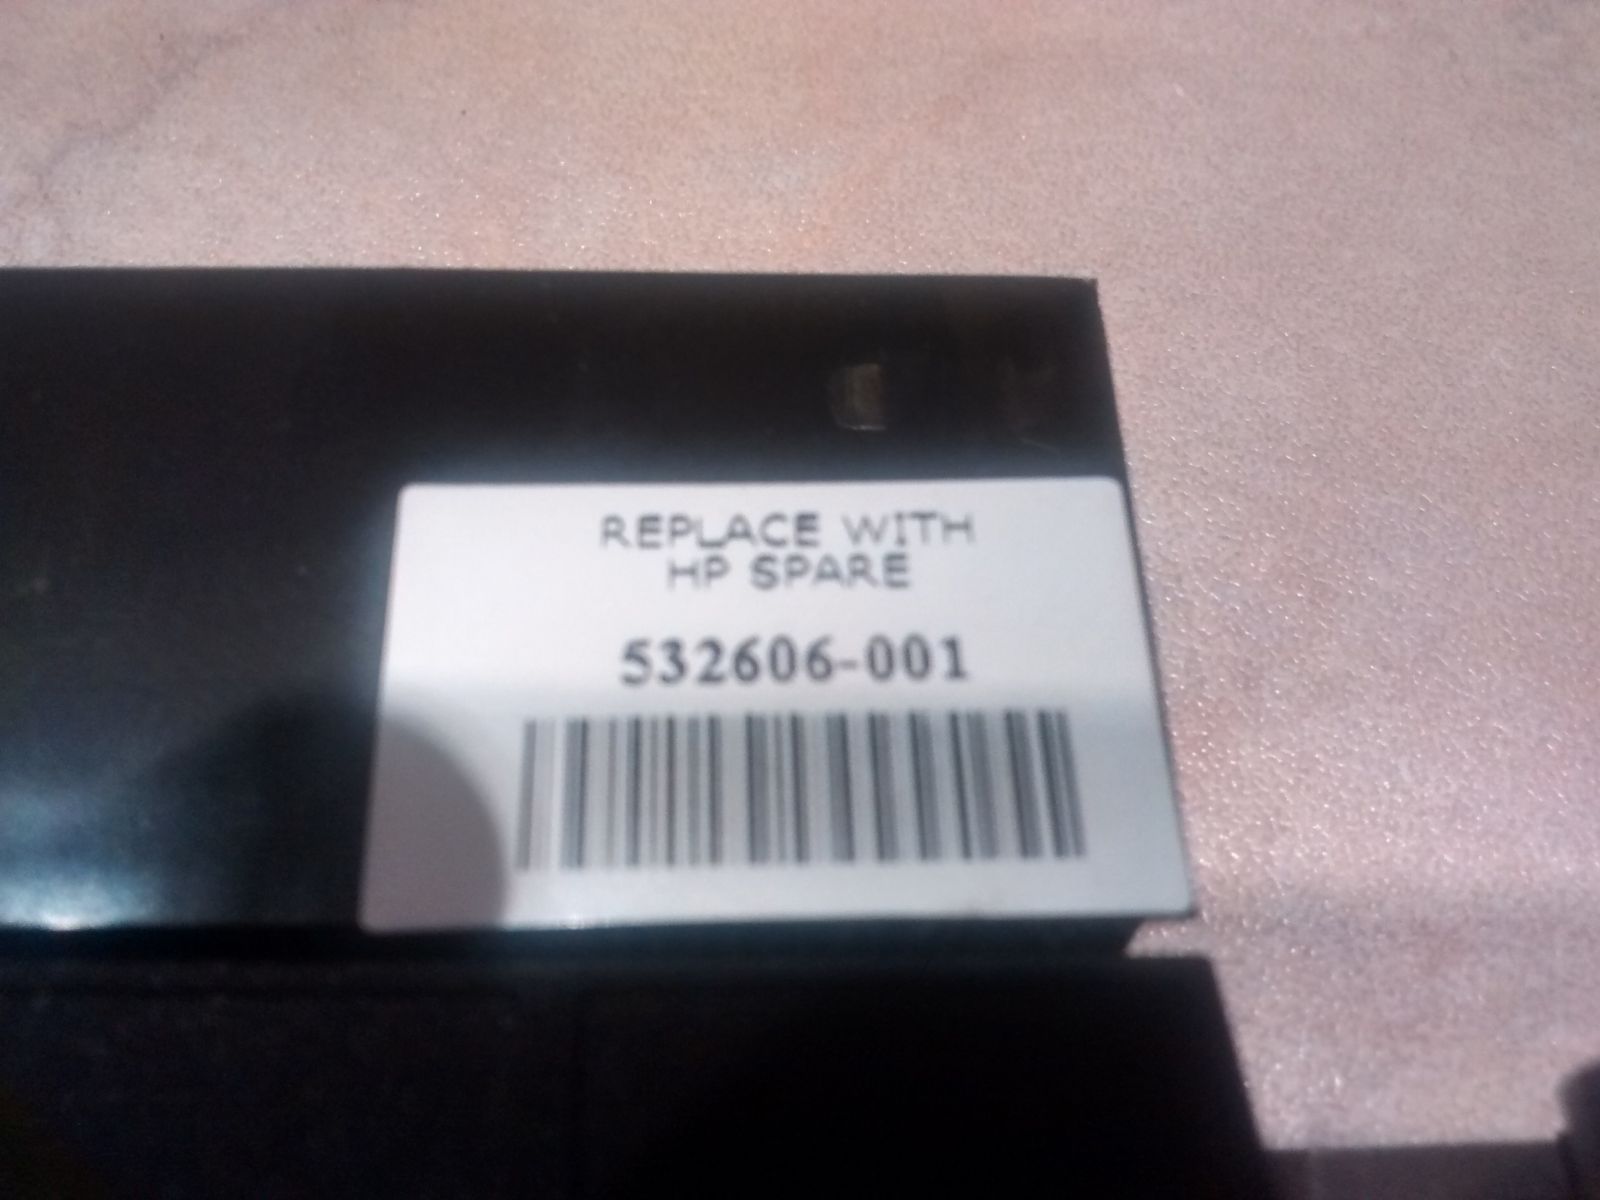 REPLACE WITH
HP SPARE
532606-001